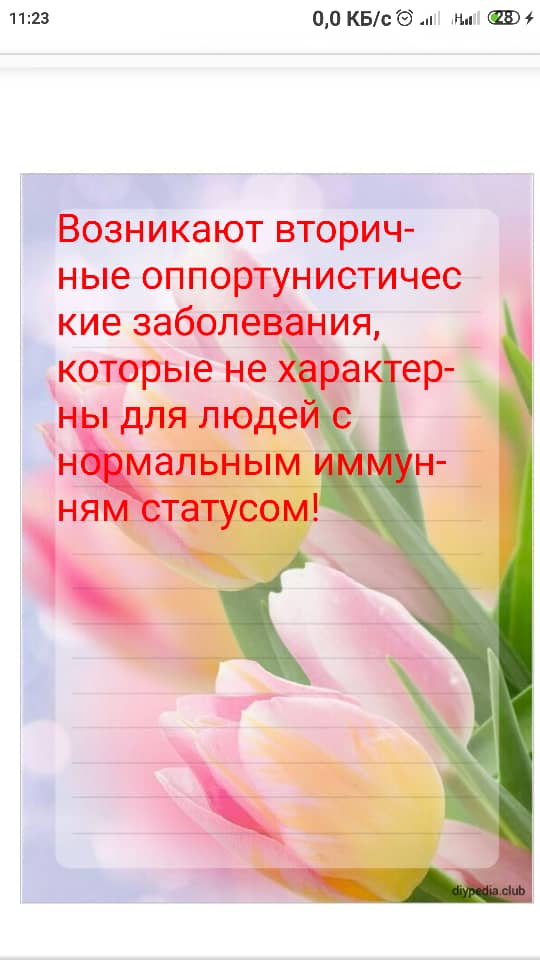 11:23 0,0 КБ/с 28
Возникают вторич-
ные оппортунистичес
кие заболевания,
которые не характер-
ны для людей с
нормальным иммун-
ням статусом!
diypedia.club